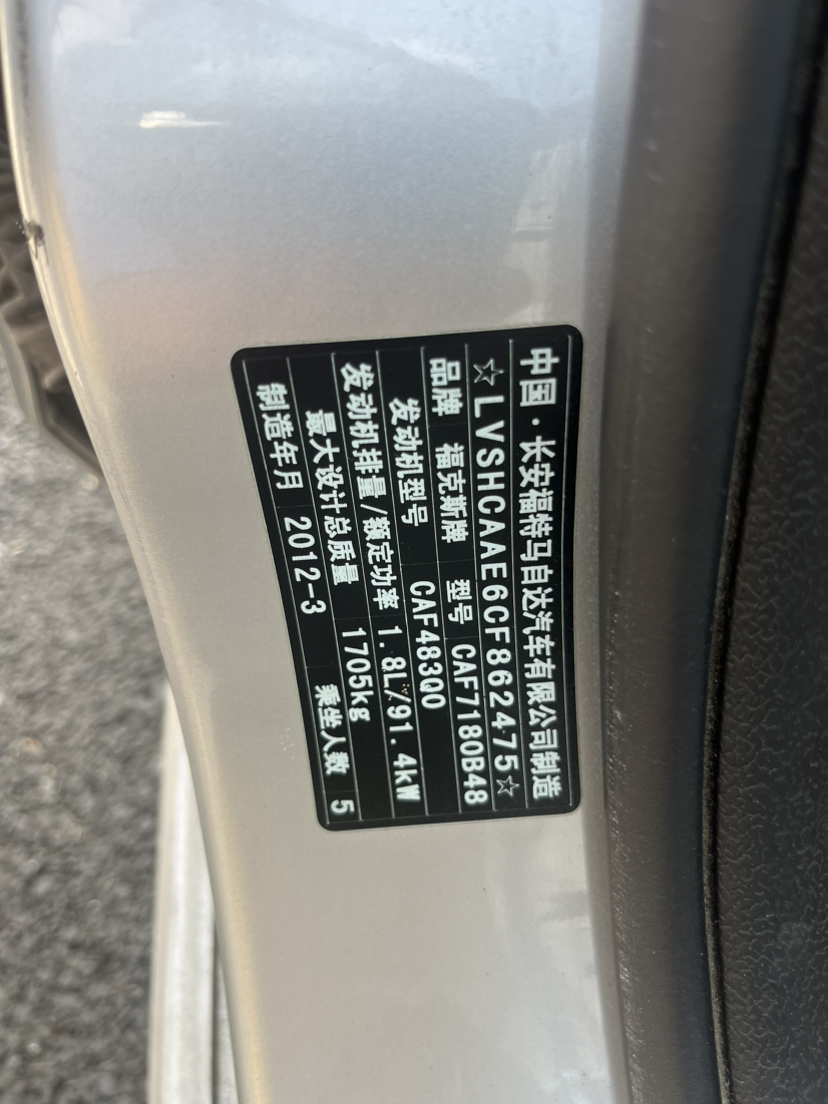 中国·长安福特马自达汽车有限公司制造
☆LVSHCAAE6CF862475☆
品牌 福克斯牌 型号 CAF7180B48
发动机型号 CAF483Q0
发动机排量/额定功率 1.8L/91.4kW
最大设计总质量 1705kg
制造年月 2012-3 乘坐人数 5